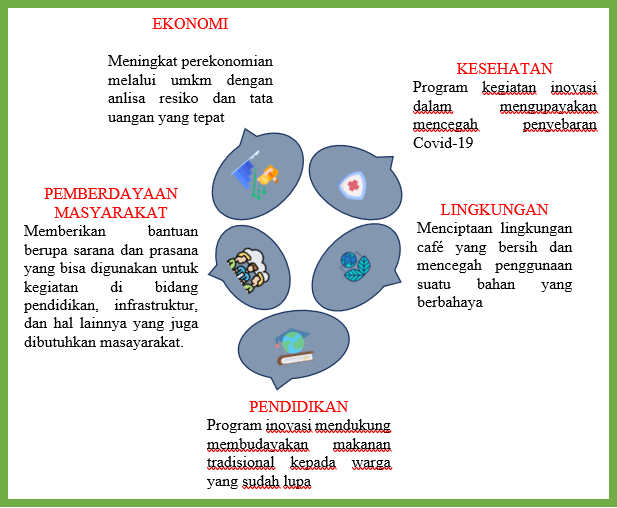 EKONOMI
Meningkat perekonomian
melalui umkm dengan
anlisa resiko dan tata
uangan yang tepat
KESEHATAN
Program kegiatan inovasi
dalam mengupayakan
mencegah penyebaran
Covid-19
PEMBERDAYAAN
MASYARAKAT
Memberikan bantuan
berupa sarana dan prasana
yang bisa digunakan untuk
kegiatan di bidang
pendidikan, infrastruktur,
dan hal lainnya yang juga
dibutuhkan masayarakat.
LINGKUNGAN
Menciptaan lingkungan
café yang bersih dan
mencegah penggunaan
suatu bahan yang
berbahaya
PENDIDIKAN
Program inovasi mendukung
membudayakan makanan
tradisional kepada warga
yang sudah lupa